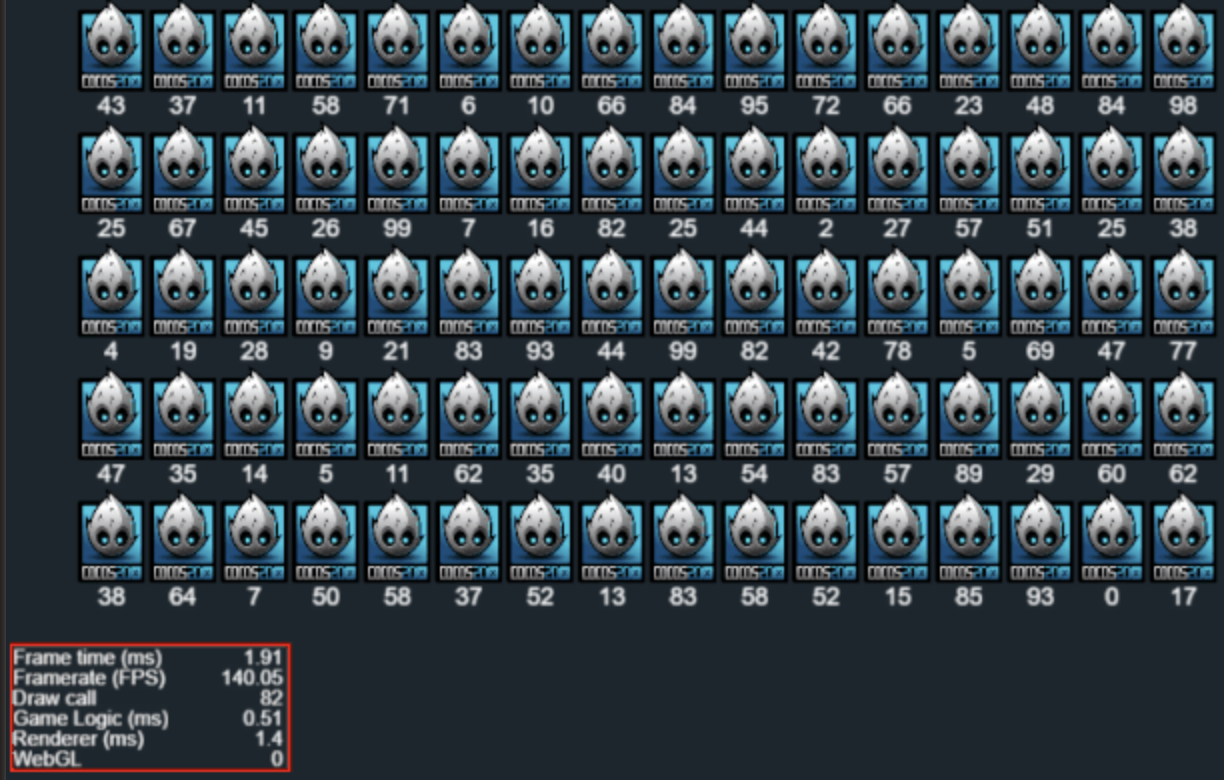 43 37 11 58 71 6 10 66 84 95 72 66 23 48 84 98
25 67 45 26 99 7 16 82 25 44 2 27 57 51 25 38
4 19 28 9 21 83 93 44 99 82 42 78 5 69 47 77
47 35 14 5 11 62 35 40 13 54 83 57 89 29 60 62
38 64 7 50 58 37 52 13 83 58 52 15 85 93 0 17
Frame time (ms) 1.91
Framerate (FPS) 140.05
Draw call 82
Game Logic (ms) 0.51
Renderer (ms) 1.4
WebGL 0